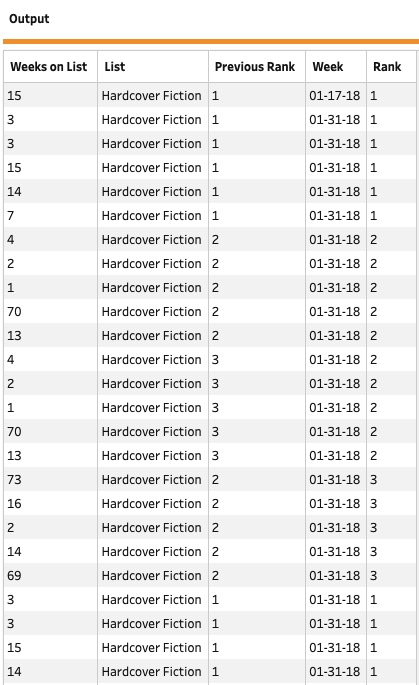 Output
Weeks on List List Previous Rank Week Rank
15 Hardcover Fiction 1 01-17-18 1
3 Hardcover Fiction 1 01-31-18 1
3 Hardcover Fiction 1 01-31-18 1
15 Hardcover Fiction 1 01-31-18 1
14 Hardcover Fiction 1 01-31-18 1
7 Hardcover Fiction 1 01-31-18 1
4 Hardcover Fiction 2 01-31-18 2
2 Hardcover Fiction 2 01-31-18 2
1 Hardcover Fiction 2 01-31-18 2
70 Hardcover Fiction 2 01-31-18 2
13 Hardcover Fiction 2 01-31-18 2
4 Hardcover Fiction 3 01-31-18 2
2 Hardcover Fiction 3 01-31-18 2
1 Hardcover Fiction 3 01-31-18 2
70 Hardcover Fiction 3 01-31-18 2
13 Hardcover Fiction 3 01-31-18 2
73 Hardcover Fiction 2 01-31-18 3
16 Hardcover Fiction 2 01-31-18 3
2 Hardcover Fiction 2 01-31-18 3
14 Hardcover Fiction 2 01-31-18 3
69 Hardcover Fiction 2 01-31-18 3
3 Hardcover Fiction 1 01-31-18 1
3 Hardcover Fiction 1 01-31-18 1
15 Hardcover Fiction 1 01-31-18 1
14 Hardcover Fiction 1 01-31-18 1